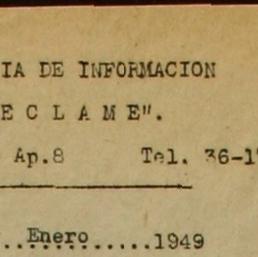 IA DE INFORMACION
E C L A M E".
Ap.8 Tel. 36-1
..Enero.....1949